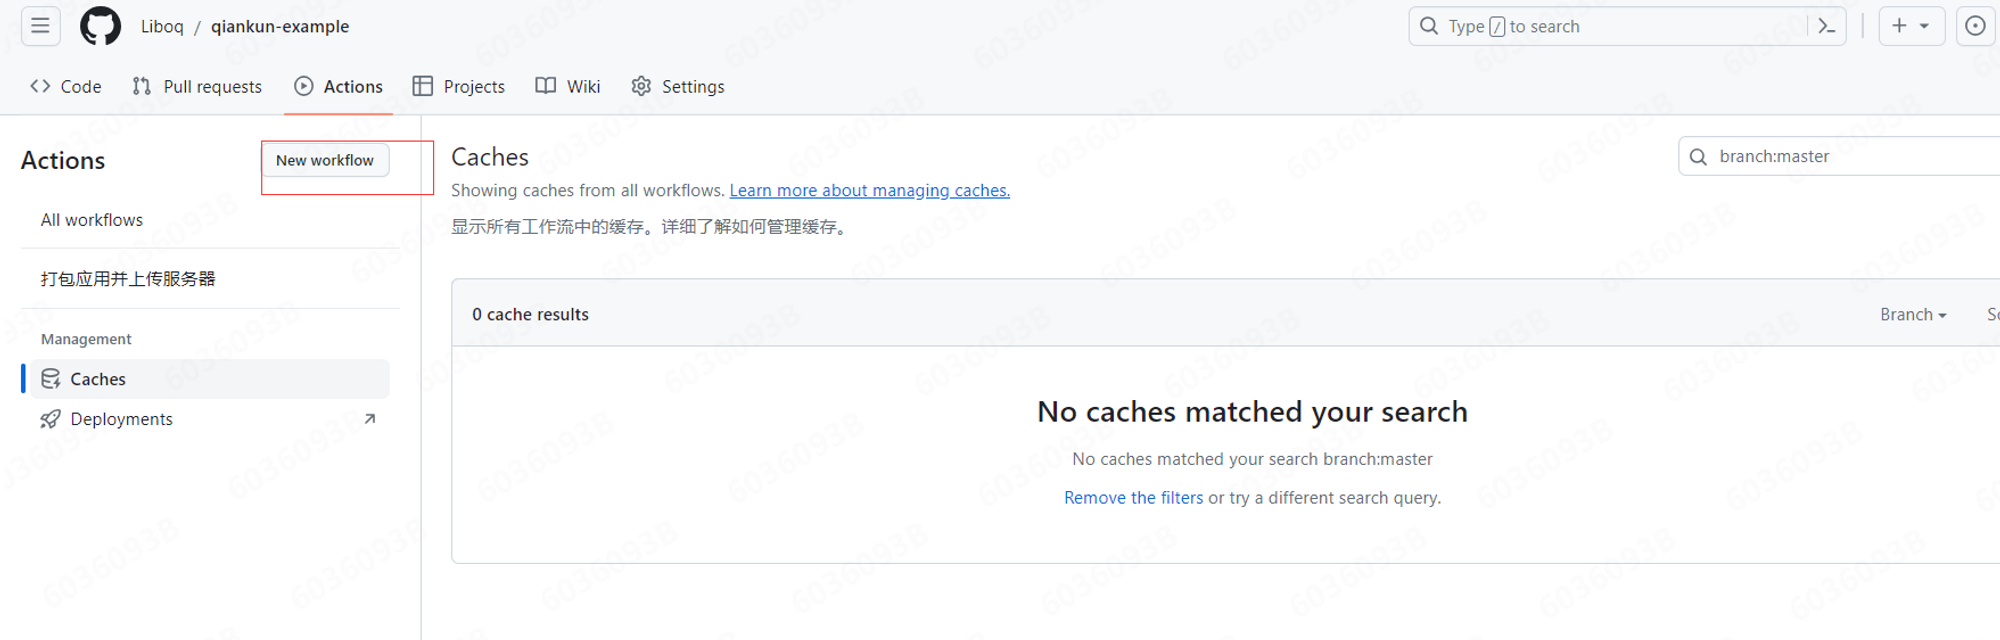 Liboq / qiankun-example
Type / to search
Code Pull requests Actions Projects Wiki Settings
Actions
New workflow
All workflows
打包应用并上传服务器
Management
Caches
Deployments
Caches
branch:master
Showing caches from all workflows. Learn more about managing caches.
显示所有工作流中的缓存。详细了解如何管理缓存。
0 cache results
Branch
No caches matched your search
No caches matched your search branch:master
Remove the filters or try a different search query.
6036093B